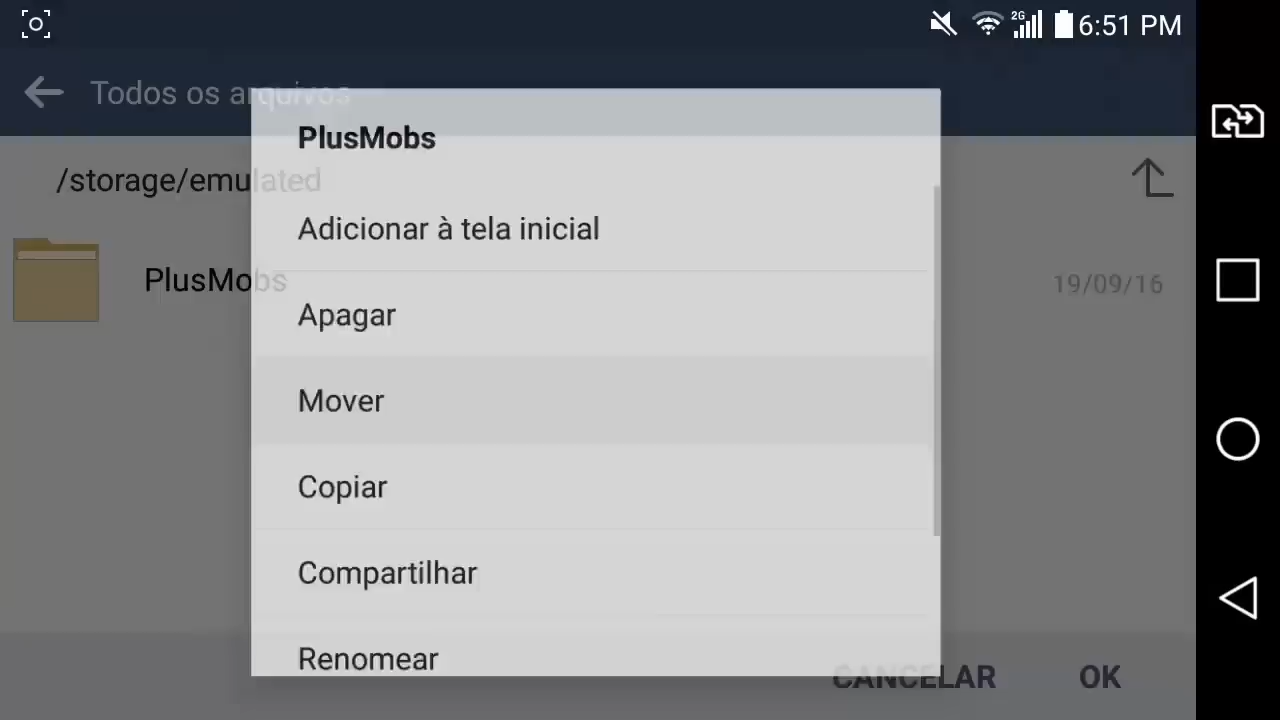 2G
6:51 PM
Todos os arquivos
/storage/emulated
PlusMobs
19/09/16
PlusMobs
Adicionar à tela inicial
Apagar
Mover
Copiar
Compartilhar
Renomear
CANCELAR OK